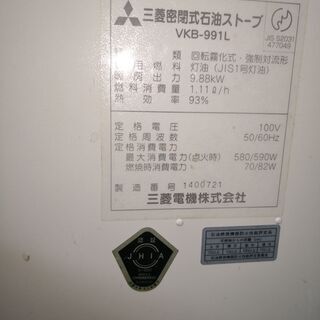 三菱密閉式石油ストーブ
VKB-991L
JIS S2031
477049
種 類 回転霧化式・強制対流形
使用燃料 灯油（JIS1号灯油）
暖房出力 9.88kW
燃料消費量 1.11ℓ/h
熱効率 93%
定格電圧 100V
定格周波数 50/60Hz
定格消費電力
最大消費電力（点火時） 580/590W
燃焼時消費電力 70/82W
製造番号 1400721
三菱電機株式会社
JHIA